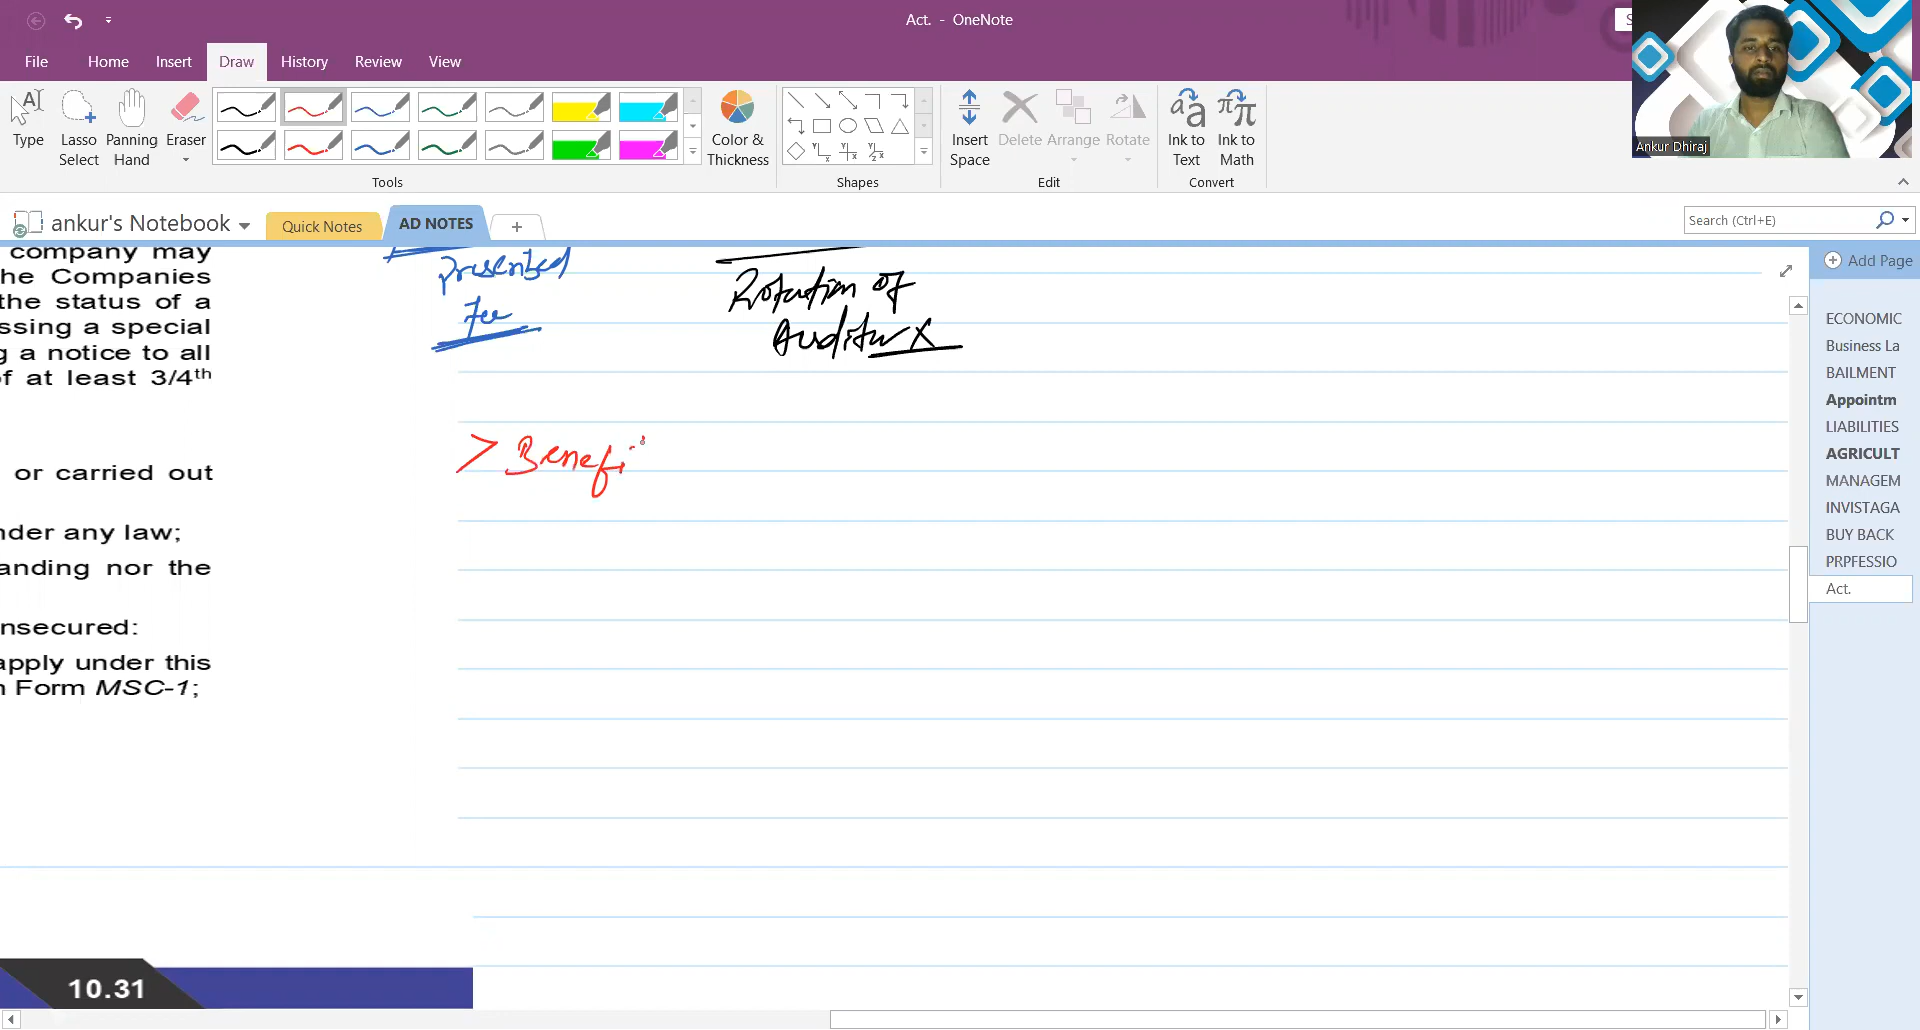 Act. - OneNote
S
File Home Insert Draw History Review View
Type
Lasso Select
Panning Hand
Eraser
Color & Thickness
Insert Space
Delete
Arrange
Rotate
Ink to Text
Ink to Math
Tools
Shapes
Edit
Convert
Ankur Dhiraj
ankur's Notebook
Quick Notes
AD NOTES
Search (Ctrl+E)
Add Page
ECONOMIC
Business La
BAILMENT
Appointm
LIABILITIES
AGRICULT
MANAGEM
INVISTAGA
BUY BACK
PRPFESSIO
Act.
company may
he Companies
the status of a
ssing a special
g a notice to all
of at least 3/4th
or carried out
nder any law;
anding nor the
nsecured:
apply under this
n Form MSC-1;
10.31
Fee
Rotation of
Auditor X
> Benefi